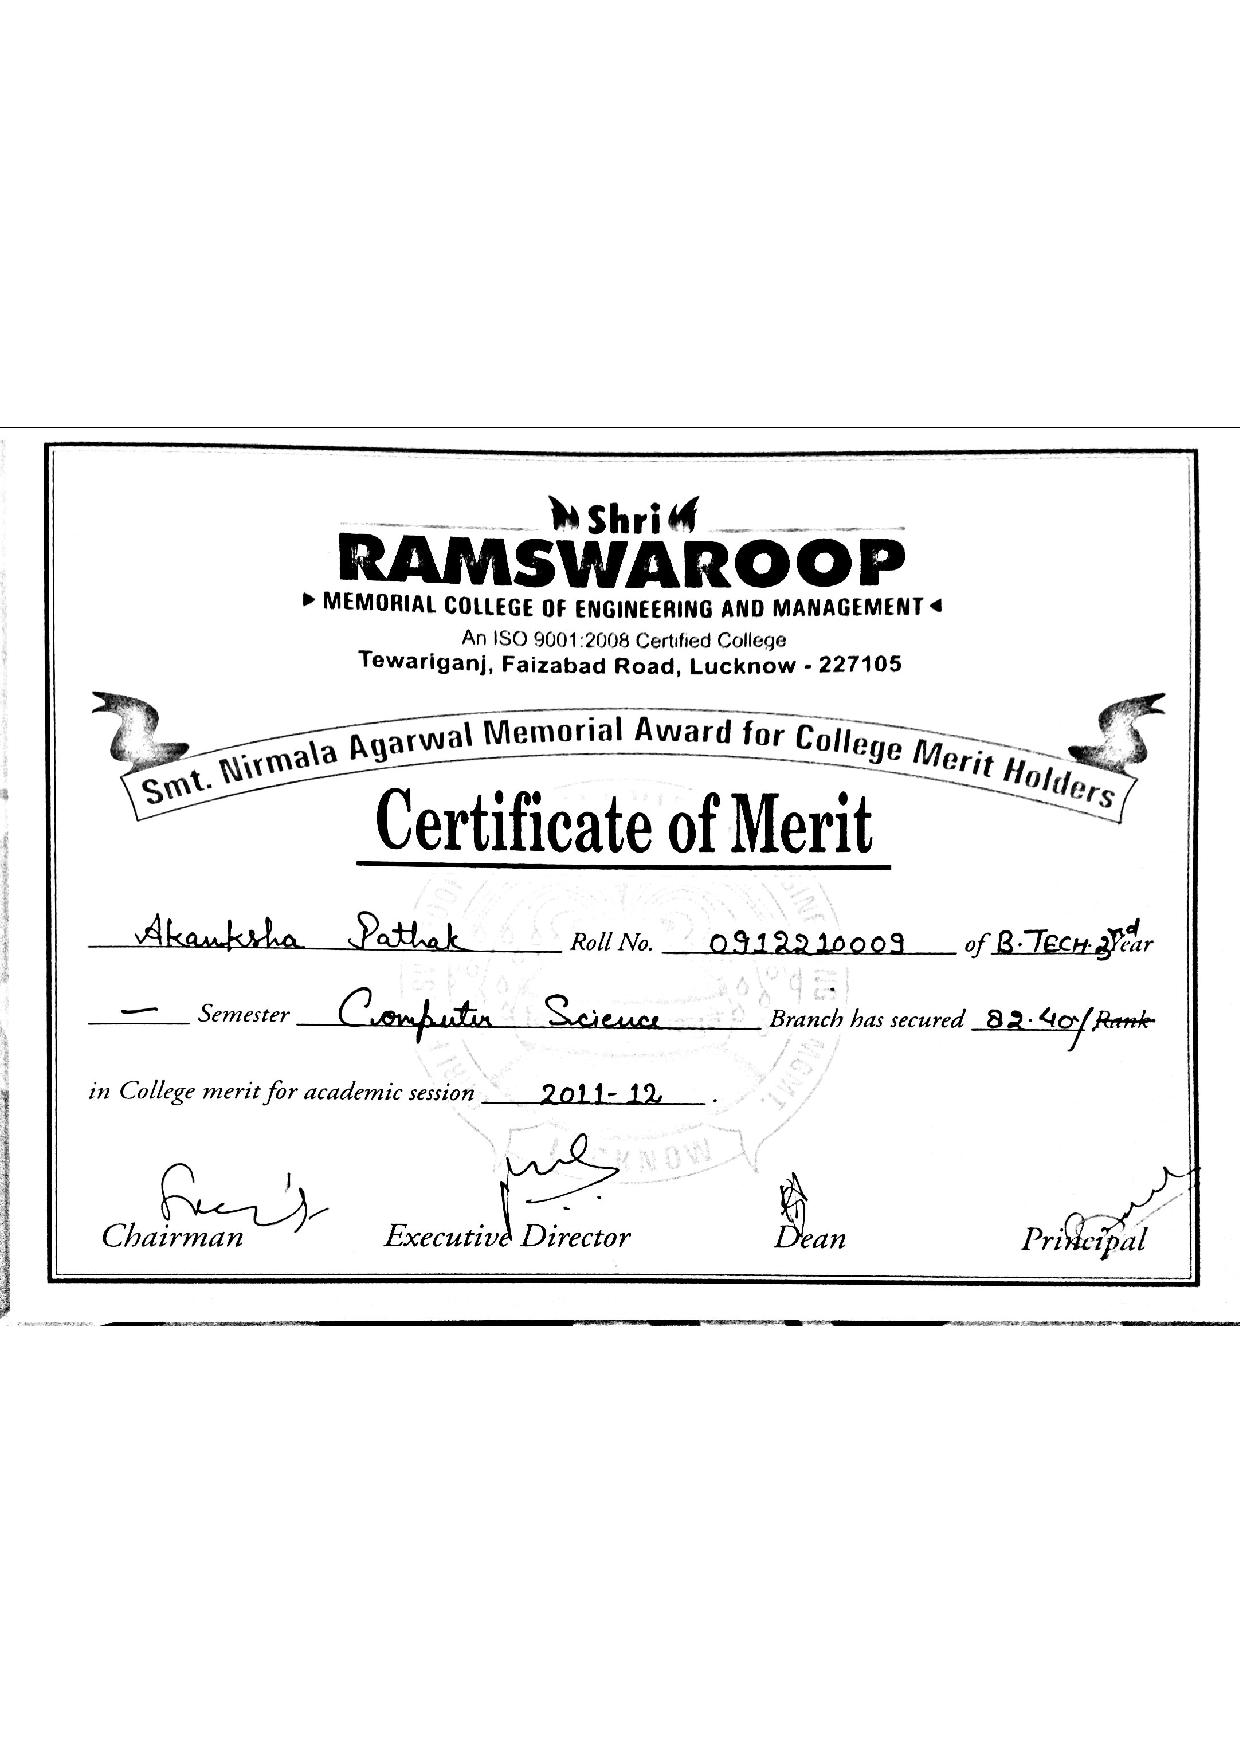 Shri
RAMSWAROOP
MEMORIAL COLLEGE OF ENGINEERING AND MANAGEMENT
An ISO 9001:2008 Certified College
Tewariganj, Faizabad Road, Lucknow - 227105
Smt. Nirmala Agarwal Memorial Award for College Merit Holders
Certificate of Merit
Akanksha Pathak Roll No. 0912210009 of B.TECH. Year
— Semester Computer Science Branch has secured 82.40/ Rank
in College merit for academic session 2011-12 .
LUCKNOW
Chairman Executive Director Dean Principal